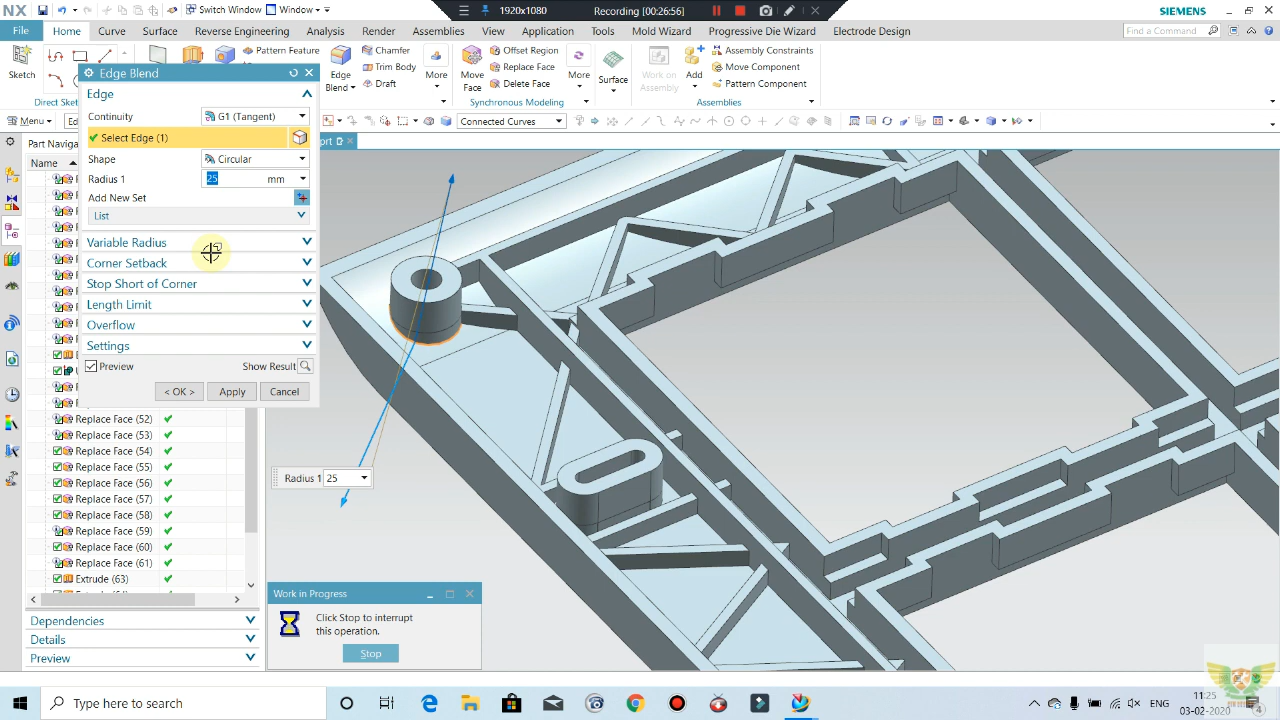 NX
Switch Window
Window
1920x1080
Recording [00:26:56]
SIEMENS
File
Home
Curve
Surface
Reverse Engineering
Analysis
Render
Assemblies
Application
Tools
Mold Wizard
Progressive Die Wizard
Electrode Design
Find a Command
Sketch
Pattern Feature
Edge Blend
Chamfer
Trim Body
Draft
More
Move Face
Offset Region
Replace Face
Delete Face
More
Surface
Work on Assembly
Add
Assembly Constraints
Move Component
Pattern Component
Direct Sket
Synchronous Modeling
Assemblies
Menu
Ed
Connected Curves
Edge Blend
Edge
Continuity
G1 (Tangent)
Select Edge (1)
Shape
Circular
Radius 1
25
mm
Add New Set
List
Variable Radius
Corner Setback
Stop Short of Corner
Length Limit
Overflow
Settings
Preview
Show Result
< OK >
Apply
Cancel
Part Naviga
Name
Replace Face (52)
Replace Face (53)
Replace Face (54)
Replace Face (55)
Replace Face (56)
Replace Face (57)
Replace Face (58)
Replace Face (59)
Replace Face (60)
Replace Face (61)
Extrude (63)
Dependencies
Details
Preview
Radius 1
25
Work in Progress
Click Stop to interrupt
this operation.
Stop
Type here to search
ENG
11:25
03-02-2020
4